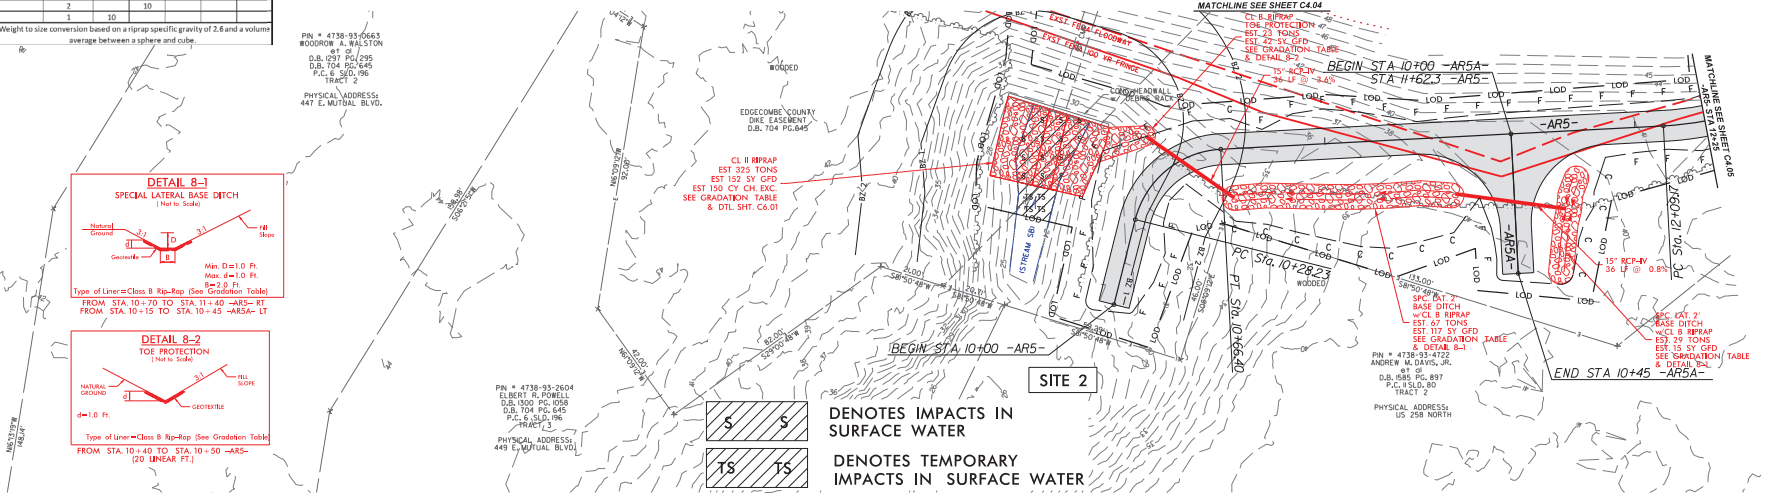 2 10
1 10
Weight to size conversion based on a riprap specific gravity of 2.6 and a volume
average between a sphere and cube.
PIN # 4738-93-0663
WOODROW A. WALSTON
et al
D.B. 1297 PG. 295
D.B. 704 PG. 645
P.C. 6 SLD. 196
TRACT 2
PHYSICAL ADDRESS:
447 E. MUTUAL BLVD.
DETAIL 8-1
SPECIAL LATERAL BASE DITCH
( Not to Scale)
Natural
Ground
3:1
D
3:1
Fill
Slope
d
Geotextile
B
Min. D=1.0 Ft.
Max. d=1.0 Ft.
B=2.0 Ft.
Type of Liner=Class B Rip-Rap (See Gradation Table)
FROM STA. 10+70 TO STA. 11+40 -AR5- RT
FROM STA. 10+15 TO STA. 10+45 -AR5A- LT
DETAIL 8-2
TOE PROTECTION
( Not to Scale)
NATURAL
GROUND
3:1
FILL
SLOPE
d
GEOTEXTILE
d=1.0 Ft.
Type of Liner=Class B Rip-Rap (See Gradation Table)
FROM STA. 10+40 TO STA. 10+50 -AR5-
(20 LINEAR FT.)
N16°09'12"W
92.00'
WOODED
EDGECOMBE COUNTY
DIKE EASEMENT
D.B. 704 PG.645
CL II RIPRAP
EST 325 TONS
EST 152 SY GFD
EST 150 CY CH. EXC.
SEE GRADATION TABLE
& DTL. SHT. C6.01
EXST FEMA FLOODWAY
EXST FEMA 100 YR FRINGE
CONC HEADWALL
w/ DEBRIS RACK
MATCHLINE SEE SHEET C4.04
CL B RIPRAP
TOE PROTECTION
EST. 23 TONS
EST. 42 SY GFD
SEE GRADATION TABLE
& DETAIL 8-2
15" RCP-IV
36 LF @ 3.6%
BEGIN STA 10+00 -AR5A-
STA 11+62.3 -AR5-
-AR5-
MATCHLINE SEE SHEET C4.05
-AR5- STA 12+25
-AR5A-
PC Sta. 10+28.23
PT Sta. 10+66.40
WOODED
133.00'
S81°50'48"W
15" RCP-IV
36 LF @ 0.8%
SPC. LAT. 2'
BASE DITCH
w/CL B RIPRAP
EST. 67 TONS
EST. 117 SY GFD
SEE GRADATION TABLE
& DETAIL 8-1
SPC. LAT. 2'
BASE DITCH
w/CL B RIPRAP
EST. 29 TONS
EST. 15 SY GFD
SEE GRADATION TABLE
& DETAIL 8-1
END STA 10+45 -AR5A-
PIN # 4738-93-4722
ANDREW M. DAVIS, JR.
et al
D.B. 1585 PG. 897
P.C. 11 SLD. 80
TRACT 2
PHYSICAL ADDRESS:
US 258 NORTH
BEGIN STA 10+00 -AR5-
SITE 2
PIN # 4738-93-2604
ELBERT R. POWELL
D.B. 1300 PG. 1058
D.B. 704 PG. 645
P.C. 6 SLD. 196
TRACT 3
PHYSICAL ADDRESS:
449 E. MUTUAL BLVD.
S S
DENOTES IMPACTS IN
SURFACE WATER
TS TS
DENOTES TEMPORARY
IMPACTS IN SURFACE WATER